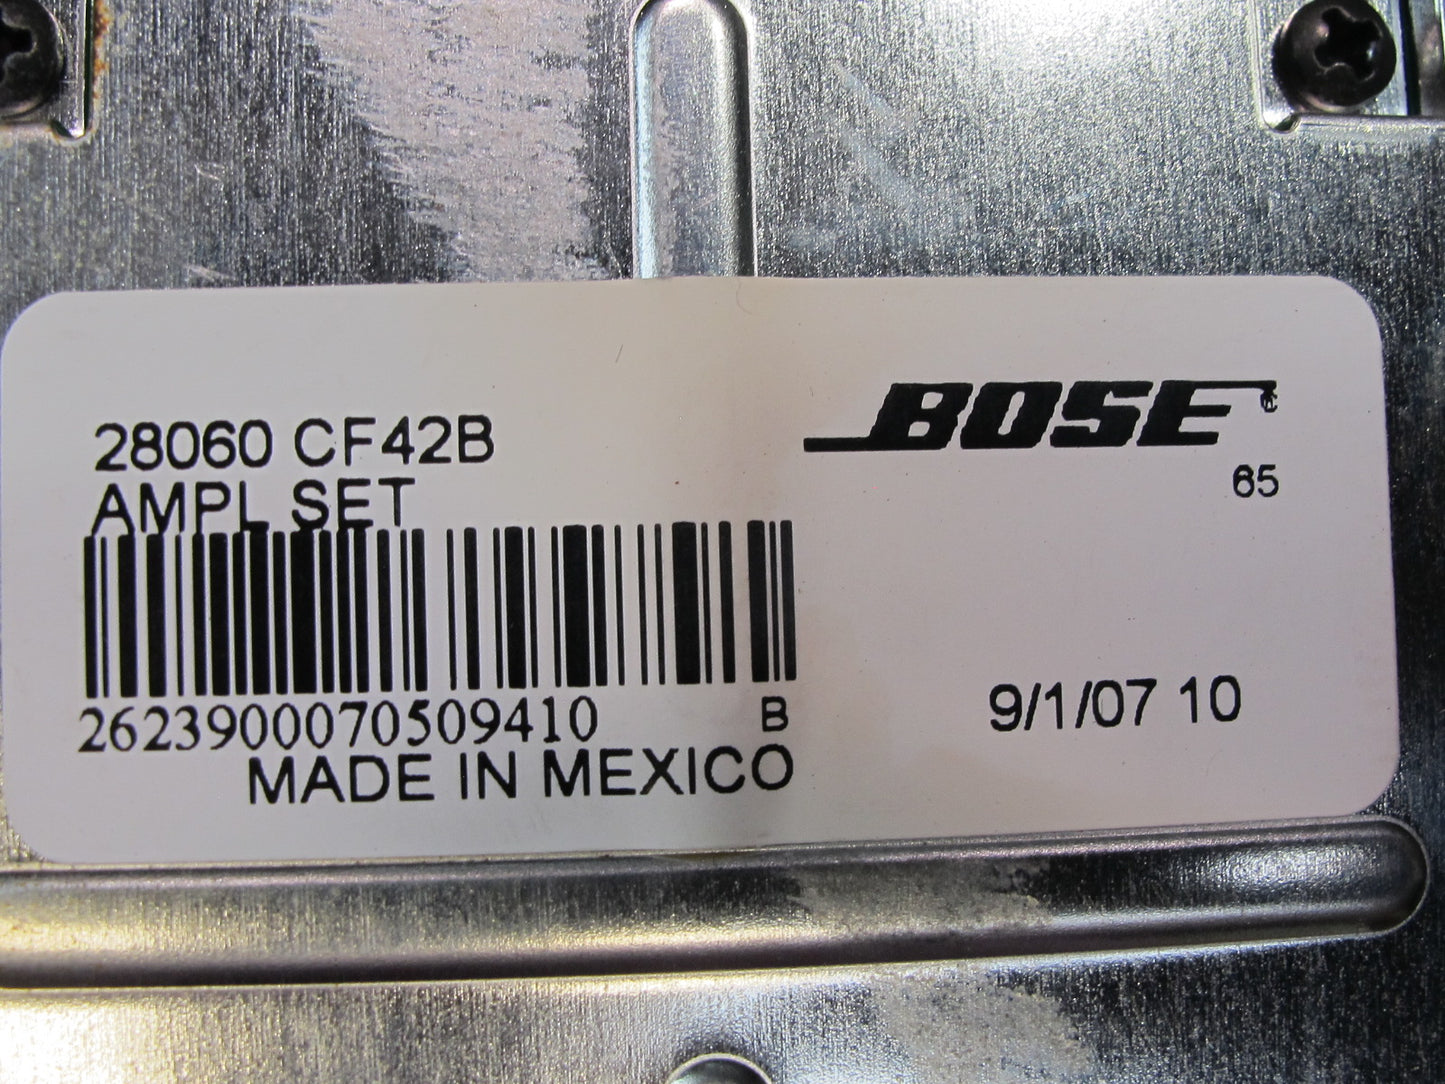 28060 CF42B
AMPL SET
BOSE
65
2623900070509410 B
MADE IN MEXICO
9/1/07 10